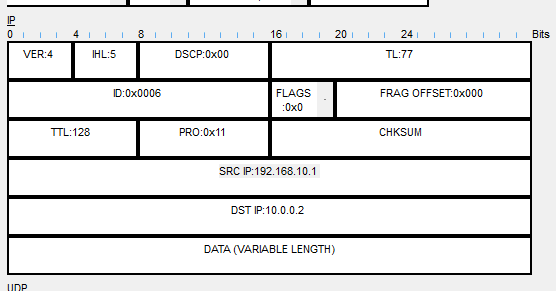 IP
0 4 8 16 20 24 Bits
VER:4 IHL:5 DSCP:0x00 TL:77
ID:0x0006 FLAGS :0x0 FRAG OFFSET:0x000
TTL:128 PRO:0x11 CHKSUM
SRC IP:192.168.10.1
DST IP:10.0.0.2
DATA (VARIABLE LENGTH)
UDP